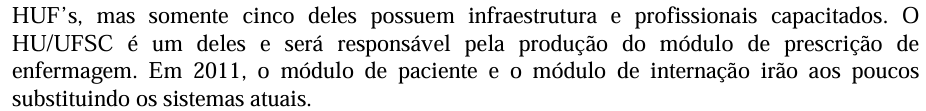 HUF's, mas somente cinco deles possuem infraestrutura e profissionais capacitados. O
HU/UFSC é um deles e será responsável pela produção do módulo de prescrição de
enfermagem. Em 2011, o módulo de paciente e o módulo de internação irão aos poucos
substituindo os sistemas atuais.